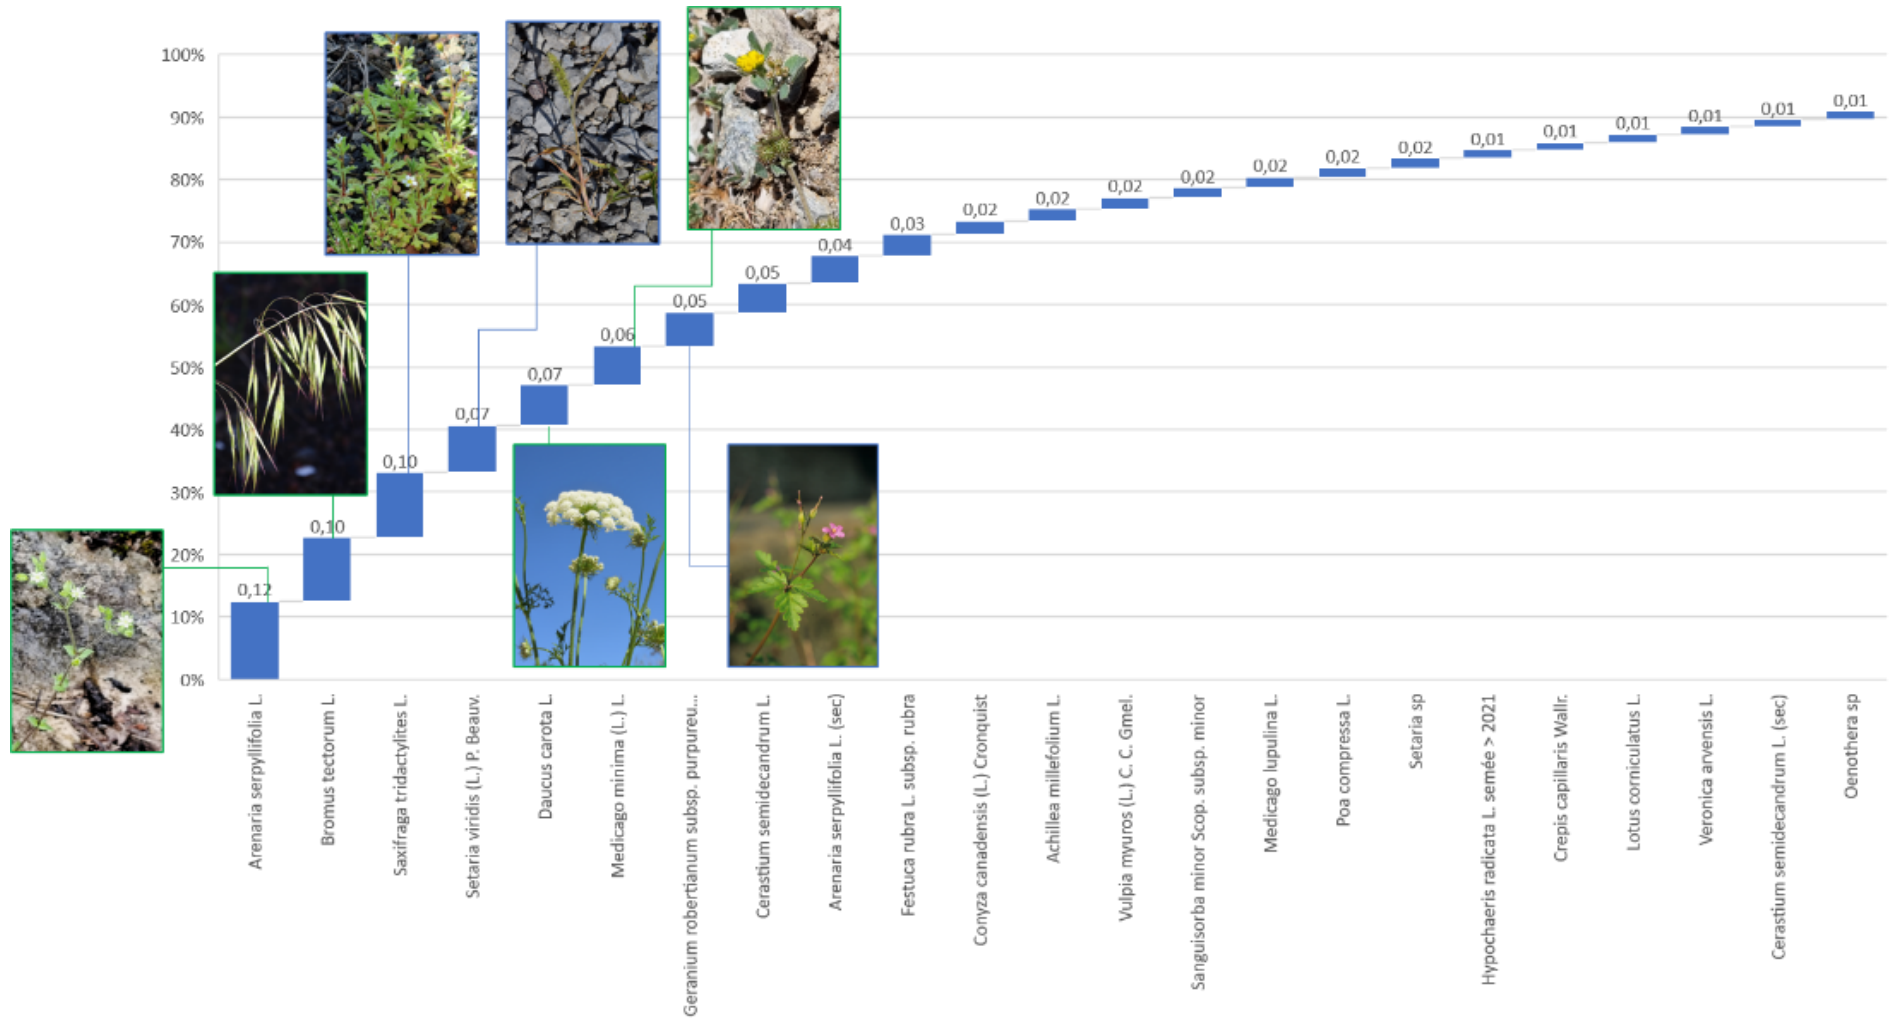 100%
90%
80%
70%
60%
50%
40%
30%
20%
10%
0%
0,12
0,10
0,10
0,07
0,07
0,06
0,05
0,05
0,04
0,03
0,02
0,02
0,02
0,02
0,02
0,02
0,02
0,01
0,01
0,01
0,01
0,01
0,01
Arenaria serpyllifolia L.
Bromus tectorum L.
Saxifraga tridactylites L.
Setaria viridis (L.) P. Beauv.
Daucus carota L.
Medicago minima (L.) L.
Geranium robertianum subsp. purpureu...
Cerastium semidecandrum L.
Arenaria serpyllifolia L. (sec)
Festuca rubra L. subsp. rubra
Conyza canadensis (L.) Cronquist
Achillea millefolium L.
Vulpia myuros (L.) C. C. Gmel.
Sanguisorba minor Scop. subsp. minor
Medicago lupulina L.
Poa compressa L.
Setaria sp
Hypochaeris radicata L. semée > 2021
Crepis capillaris Wallr.
Lotus corniculatus L.
Veronica arvensis L.
Cerastium semidecandrum L. (sec)
Oenothera sp